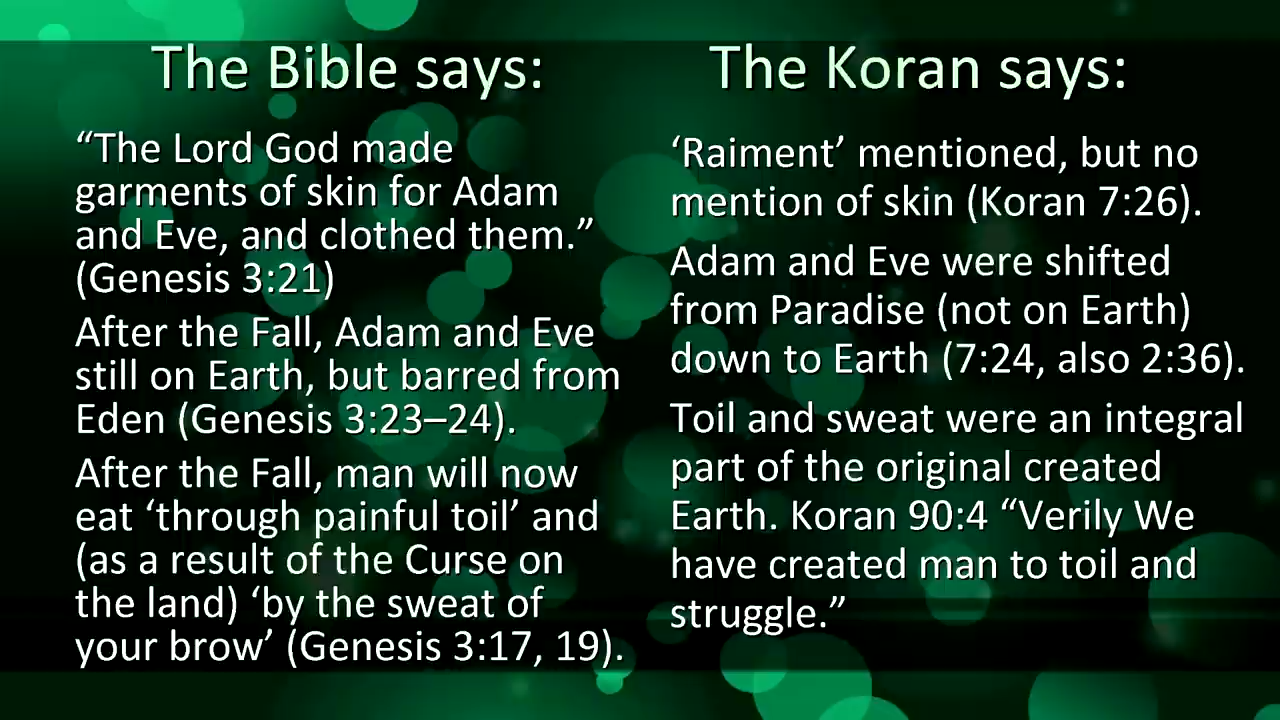 The Bible says:
“The Lord God made
garments of skin for Adam
and Eve, and clothed them.”
(Genesis 3:21)
After the Fall, Adam and Eve
still on Earth, but barred from
Eden (Genesis 3:23–24).
After the Fall, man will now
eat ‘through painful toil’ and
(as a result of the Curse on
the land) ‘by the sweat of
your brow’ (Genesis 3:17, 19).
The Koran says:
‘Raiment’ mentioned, but no
mention of skin (Koran 7:26).
Adam and Eve were shifted
from Paradise (not on Earth)
down to Earth (7:24, also 2:36).
Toil and sweat were an integral
part of the original created
Earth. Koran 90:4 “Verily We
have created man to toil and
struggle.”